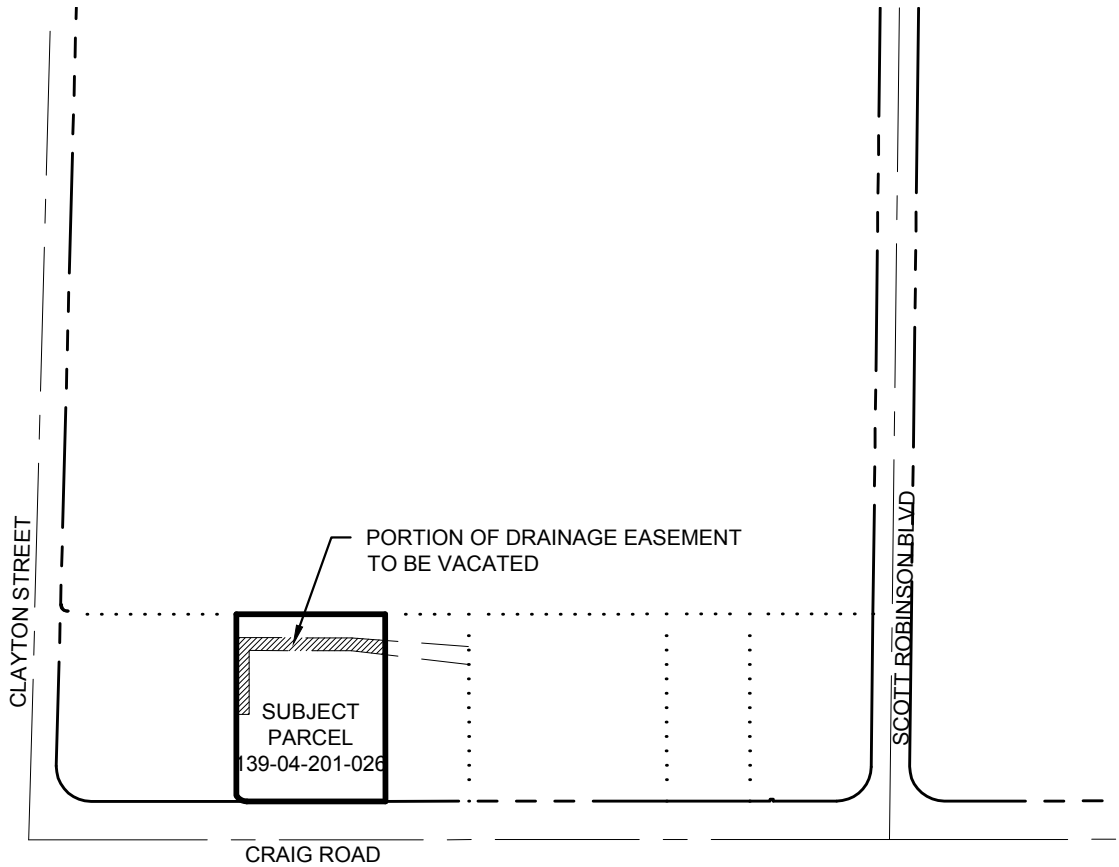 PORTION OF DRAINAGE EASEMENT
TO BE VACATED
CLAYTON STREET
SCOTT ROBINSON BLVD
SUBJECT
PARCEL
139-04-201-026
CRAIG ROAD